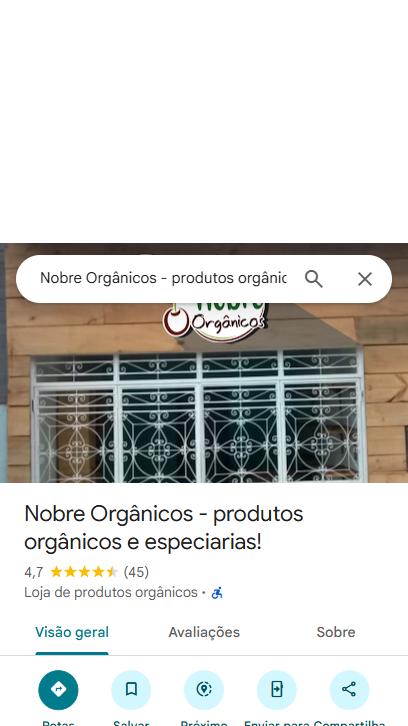 Nobre Orgânicos - produtos orgânic
Nobre
Orgânicos
Nobre Orgânicos - produtos
orgânicos e especiarias!
4,7 (45)
Loja de produtos orgânicos ·
Visão geral Avaliações Sobre
Rotas Salvar Próximo Enviar para Compartilha